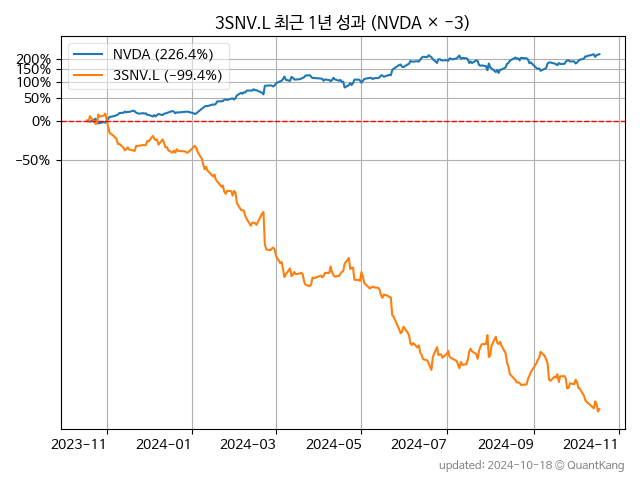 3SNV.L 최근 1년 성과 (NVDA × −3)
NVDA (226.4%)
3SNV.L (−99.4%)
200%
150%
100%
50%
0%
−50%
2023−11 2024−01 2024−03 2024−05 2024−07 2024−09 2024−11
updated: 2024-10-18 © QuantKang